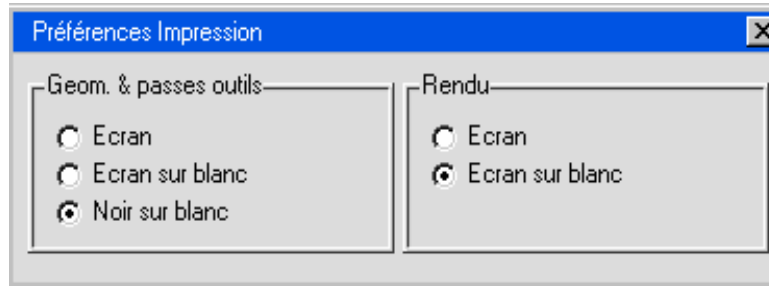 Préférences Impression
Geom. & passes outils
Ecran
Ecran sur blanc
Noir sur blanc
Rendu
Ecran
Ecran sur blanc